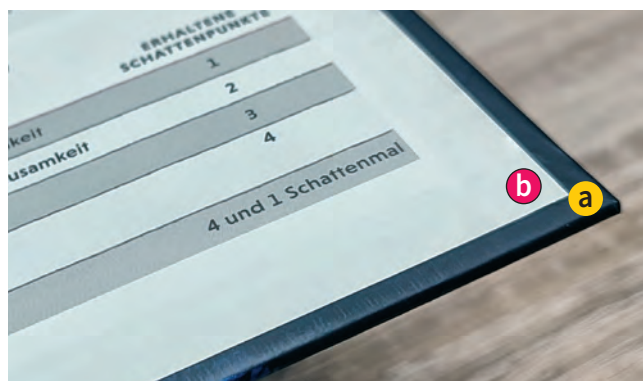 ERHALTENE
SCHATTENPUNKTE
1
2
keit 3
usamkeit 4
4 und 1 Schattenmal
b
a